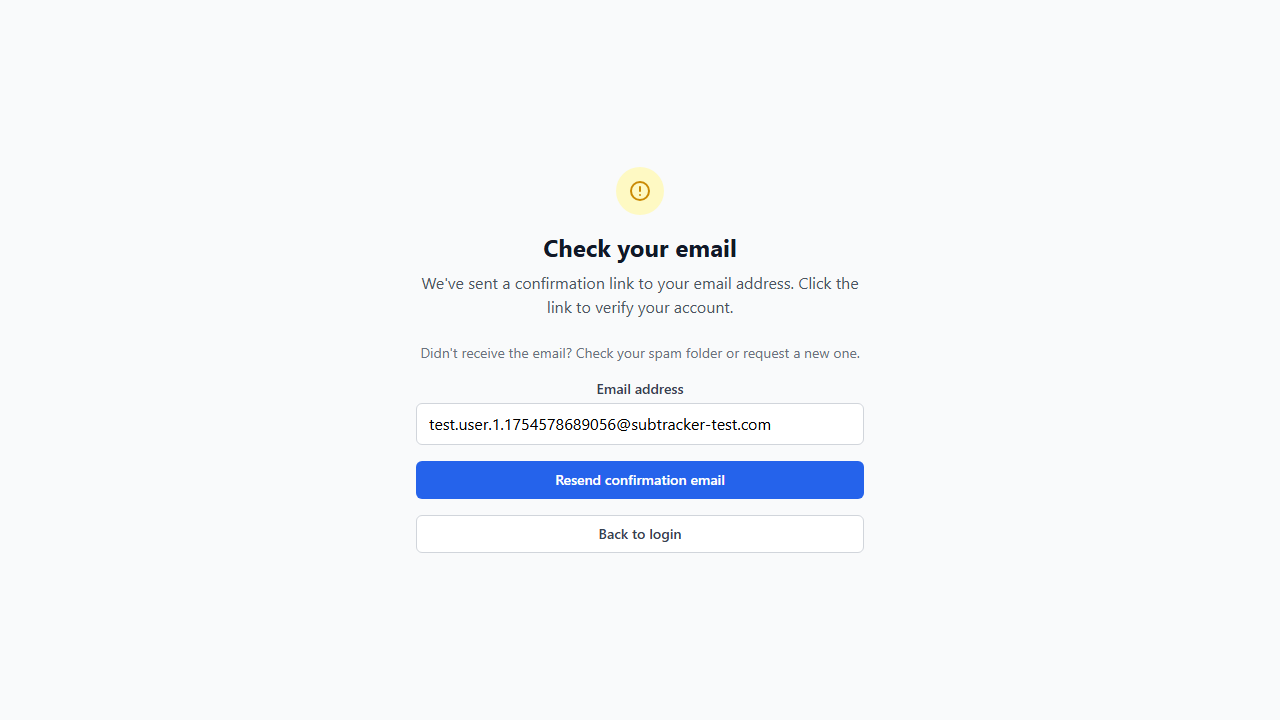 Check your email
We've sent a confirmation link to your email address. Click the
link to verify your account.
Didn't receive the email? Check your spam folder or request a new one.
Email address
test.user.1.1754578689056@subtracker-test.com
Resend confirmation email
Back to login